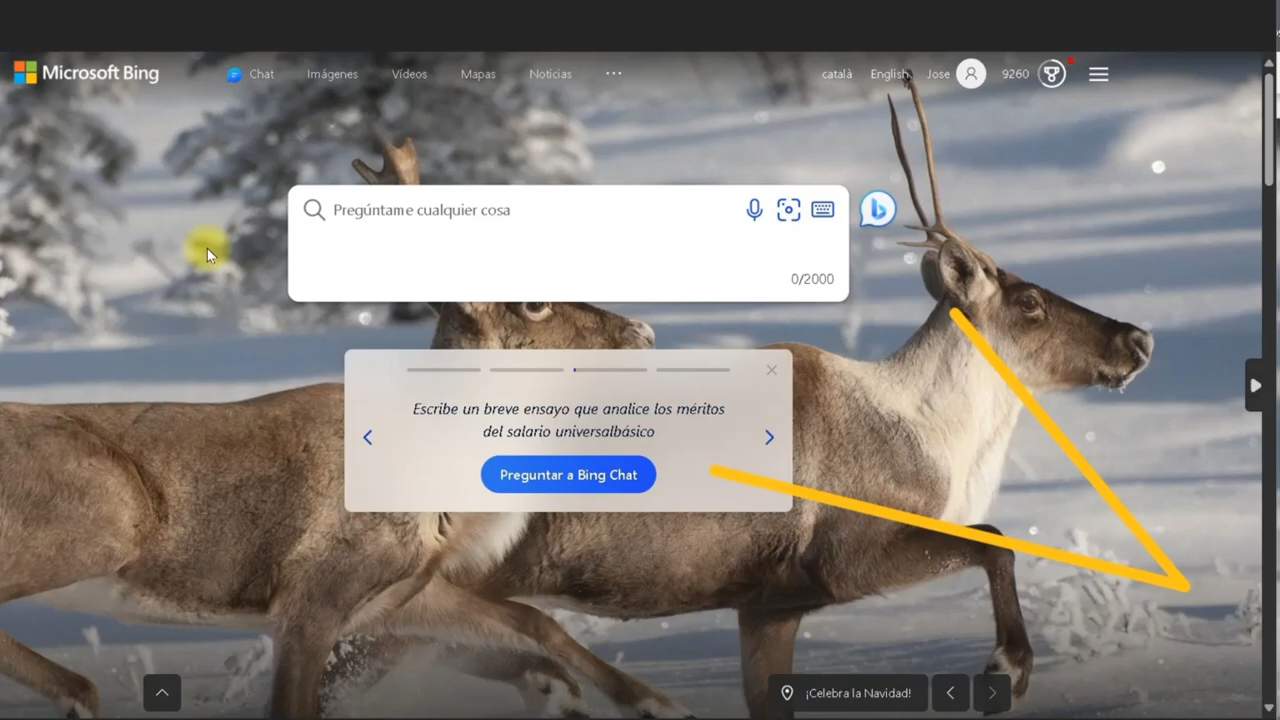 Microsoft Bing
Chat
Imágenes
Vídeos
Mapas
Noticias
català
English
Jose
9260
Pregúntame cualquier cosa
0/2000
Escribe un breve ensayo que analice los méritos
del salario universalbásico
Preguntar a Bing Chat
¡Celebra la Navidad!